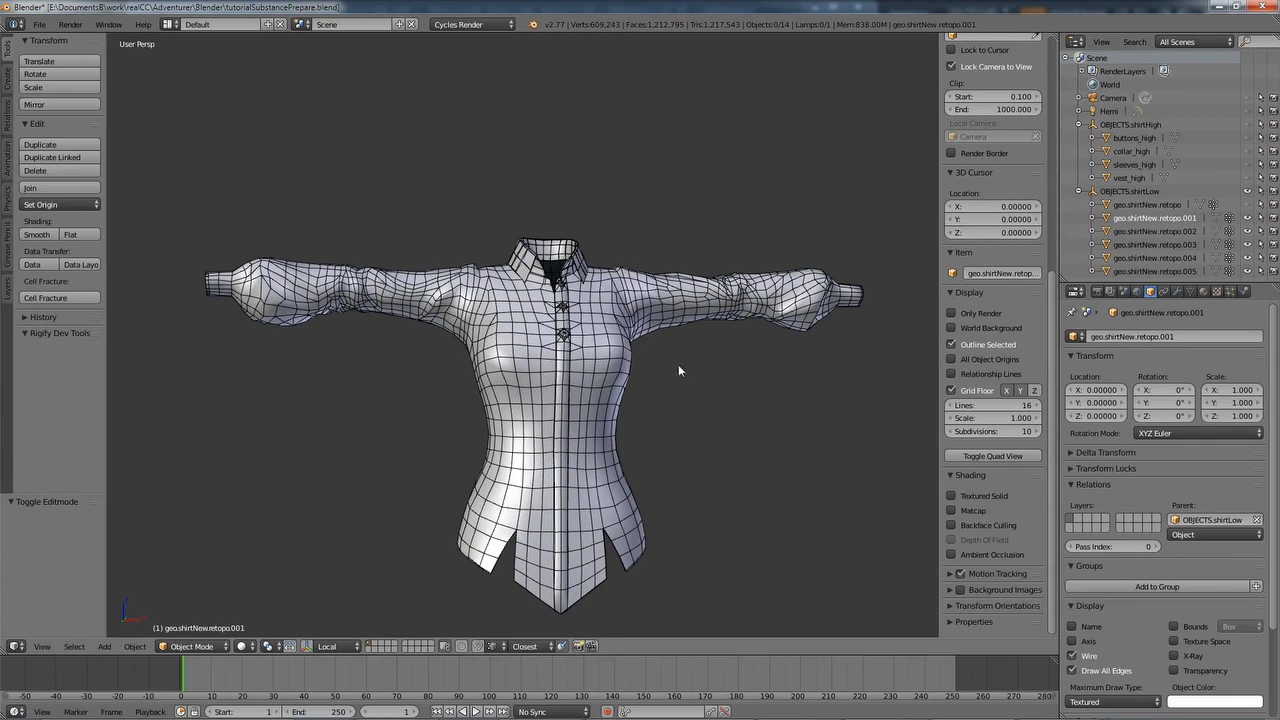 Blender* [E:\DocumentsB\work\realCC\Adventurer\Blender\tutorialSubstancePrepare.blend]
File Render Window Help Default Scene Cycles Render v2.77 | Verts:609,243 | Faces:1,212,795 | Tris:1,217,543 | Objects:0/14 | Lamps:0/1 | Mem:838.00M | geo.shirtNew.retopo.001
Tools
Create
Relations
Animation
Physics
Grease Pencil
Layers
Transform
Translate
Rotate
Scale
Mirror
Edit
Duplicate
Duplicate Linked
Delete
Join
Set Origin
Shading:
Smooth Flat
Data Transfer:
Data Data Layo
Cell Fracture:
Cell Fracture
History
Rigify Dev Tools
Toggle Editmode
User Persp
(1) geo.shirtNew.retopo.001
Lock to Cursor
Lock Camera to View
Clip:
Start: 0.100
End: 1000.000
Local Camera:
Camera
Render Border
3D Cursor
Location:
X: 0.00000
Y: 0.00000
Z: 0.00000
Item
geo.shirtNew.retop...
Display
Only Render
World Background
Outline Selected
All Object Origins
Relationship Lines
Grid Floor X Y Z
Lines: 16
Scale: 1.000
Subdivisions: 10
Toggle Quad View
Shading
Textured Solid
Matcap
Backface Culling
Depth Of Field
Ambient Occlusion
Motion Tracking
Background Images
Transform Orientations
Properties
View Search All Scenes
Scene
RenderLayers
World
Camera
Hemi
OBJECTS.shirtHigh
buttons_high
collar_high
sleeves_high
vest_high
OBJECTS.shirtLow
geo.shirtNew.retopo
geo.shirtNew.retopo.001
geo.shirtNew.retopo.002
geo.shirtNew.retopo.003
geo.shirtNew.retopo.004
geo.shirtNew.retopo.005
geo.shirtNew.retopo.001
geo.shirtNew.retopo.001
Transform
Location: Rotation: Scale:
X: 0.00000 X: 0° X: 1.000
Y: 0.00000 Y: 0° Y: 1.000
Z: 0.00000 Z: 0° Z: 1.000
Rotation Mode: XYZ Euler
Delta Transform
Transform Locks
Relations
Layers: Parent:
OBJECTS.shirtLow
Object
Pass Index: 0
Groups
Add to Group
Display
Name Bounds Box
Axis Texture Space
Wire X-Ray
Draw All Edges Transparency
Maximum Draw Type: Object Color:
Textured
View Select Add Object Object Mode Local Closest
-50 -40 -30 -20 -10 0 10 20 30 40 50 60 70 80 90 100 110 120 130 140 150 160 170 180 190 200 210 220 230 240 250 260 270 280
View Marker Frame Playback Start: 1 End: 250 1 No Sync